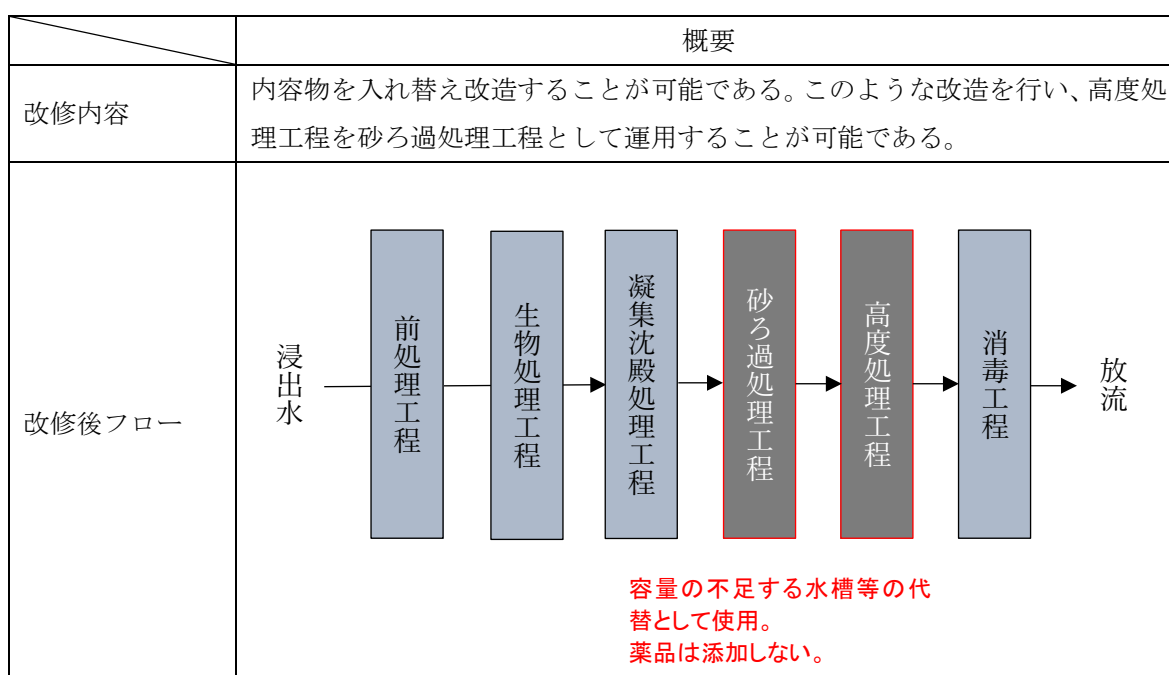 概要
改修内容
内容物を入れ替え改造することが可能である。このような改造を行い、高度処
理工程を砂ろ過処理工程として運用することが可能である。
改修後フロー
浸出水
前処理工程
生物処理工程
凝集沈殿処理工程
砂ろ過処理工程
高度処理工程
消毒工程
放流
容量の不足する水槽等の代
替として使用。
薬品は添加しない。